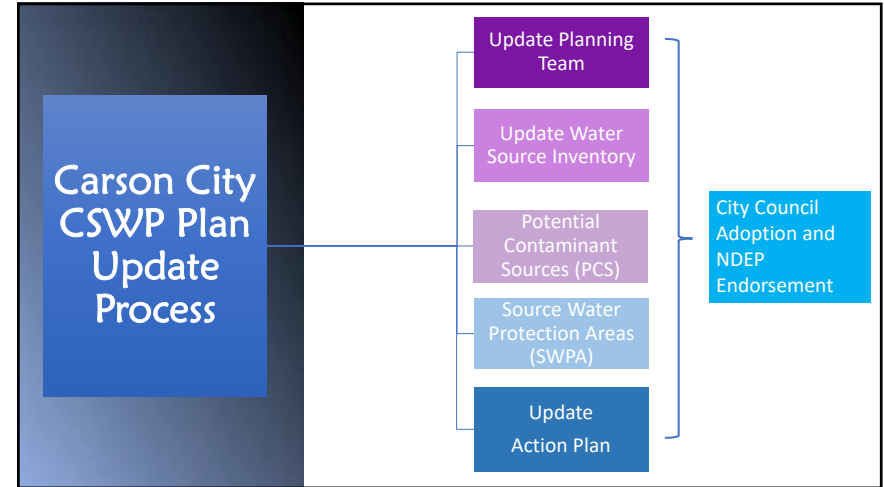 Carson City
CSWP Plan
Update
Process
Update Planning
Team
Update Water
Source Inventory
Potential
Contaminant
Sources (PCS)
Source Water
Protection Areas
(SWPA)
Update
Action Plan
City Council
Adoption and
NDEP
Endorsement